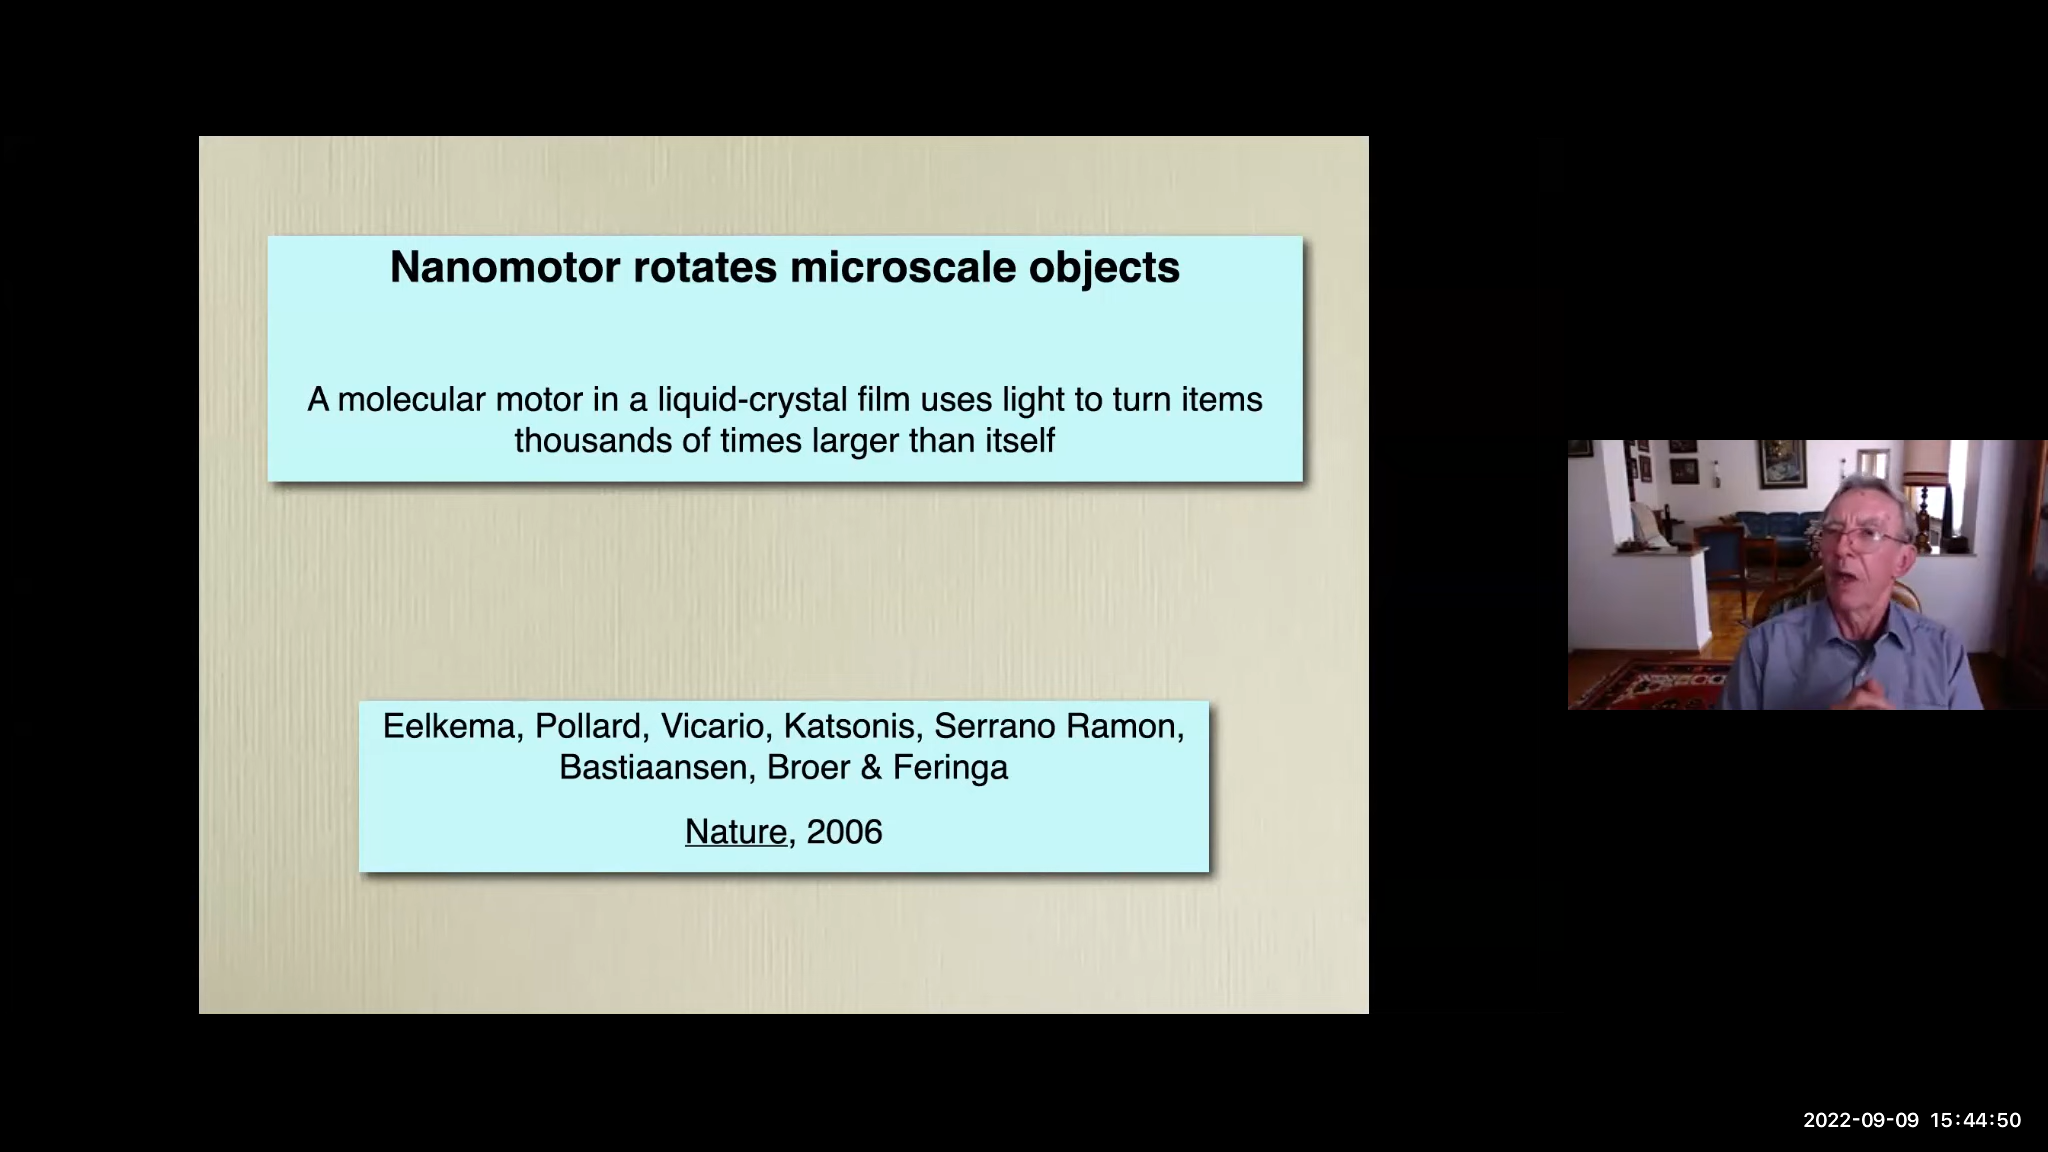 Nanomotor rotates microscale objects
A molecular motor in a liquid-crystal film uses light to turn items
thousands of times larger than itself
Eelkema, Pollard, Vicario, Katsonis, Serrano Ramon,
Bastiaansen, Broer & Feringa
Nature, 2006
2022-09-09 15:44:50